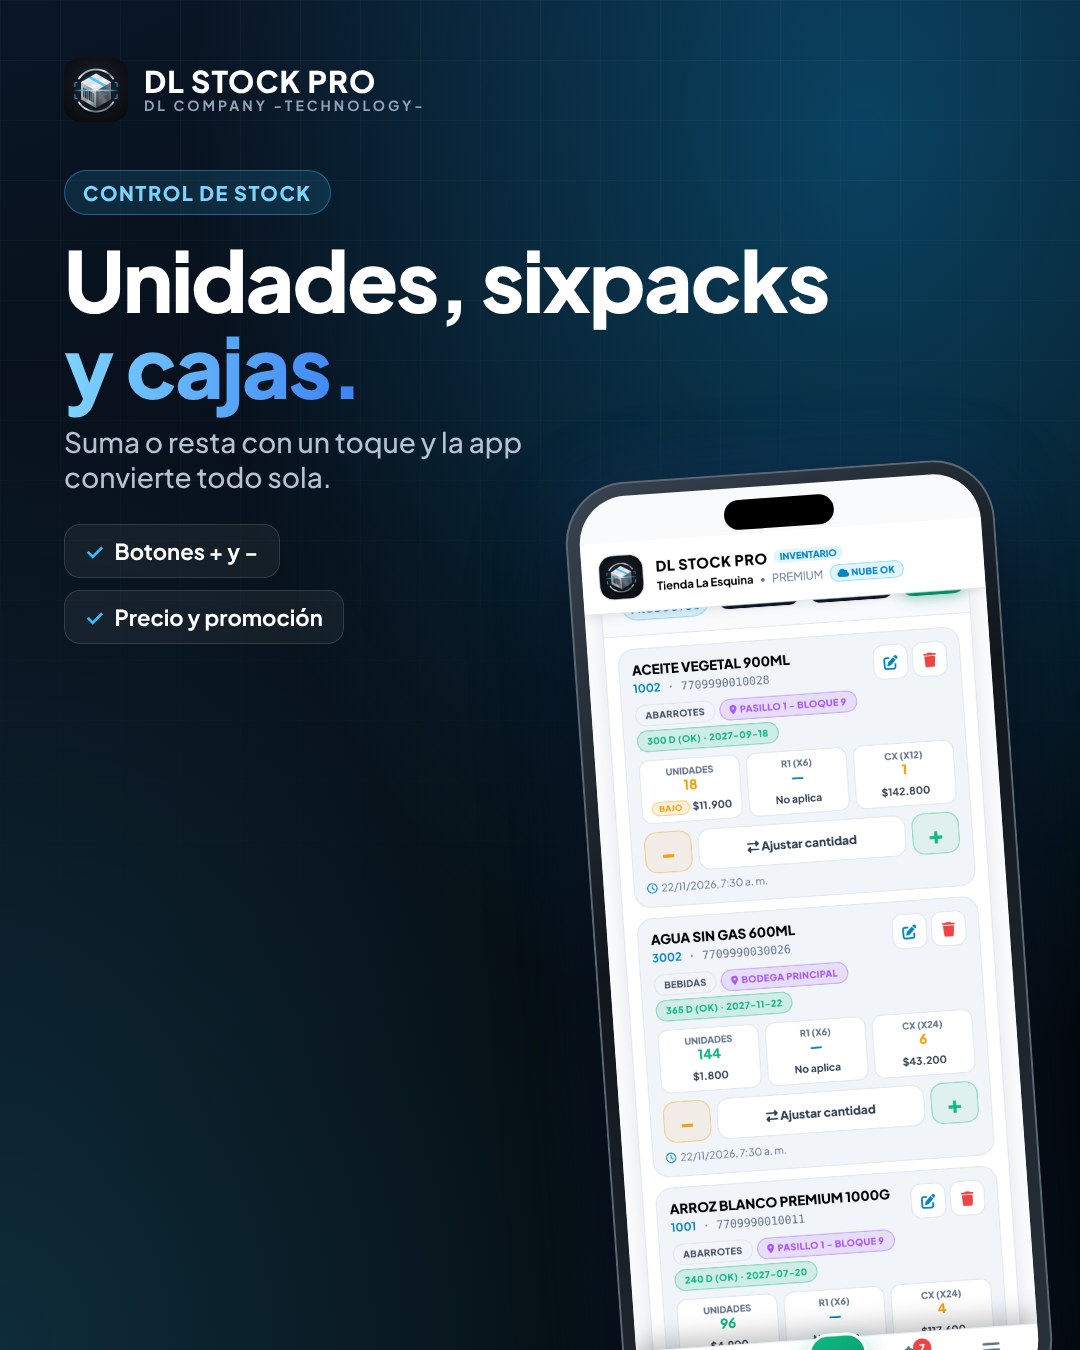 DL STOCK PRO
DL COMPANY -TECHNOLOGY-
CONTROL DE STOCK
Unidades, sixpacks
y cajas.
Suma o resta con un toque y la app
convierte todo sola.
Botones + y −
Precio y promoción
DL STOCK PRO INVENTARIO
Tienda La Esquina • PREMIUM NUBE OK
ACEITE VEGETAL 900ML
1002 · 7709990010028
ABARROTES PASILLO 1 - BLOQUE 9
300 D (OK) · 2027-09-18
UNIDADES R1 (X6) CX (X12)
18 — 1
BAJO $11.900 No aplica $142.800
− Ajustar cantidad +
22/11/2026, 7:30 a. m.
AGUA SIN GAS 600ML
3002 · 7709990030026
BEBIDAS BODEGA PRINCIPAL
365 D (OK) · 2027-11-22
UNIDADES R1 (X6) CX (X24)
144 — 6
$1.800 No aplica $43.200
− Ajustar cantidad +
22/11/2026, 7:30 a. m.
ARROZ BLANCO PREMIUM 1000G
1001 · 7709990010011
ABARROTES PASILLO 1 - BLOQUE 9
240 D (OK) · 2027-07-20
UNIDADES R1 (X6) CX (X24)
96 — 4
7